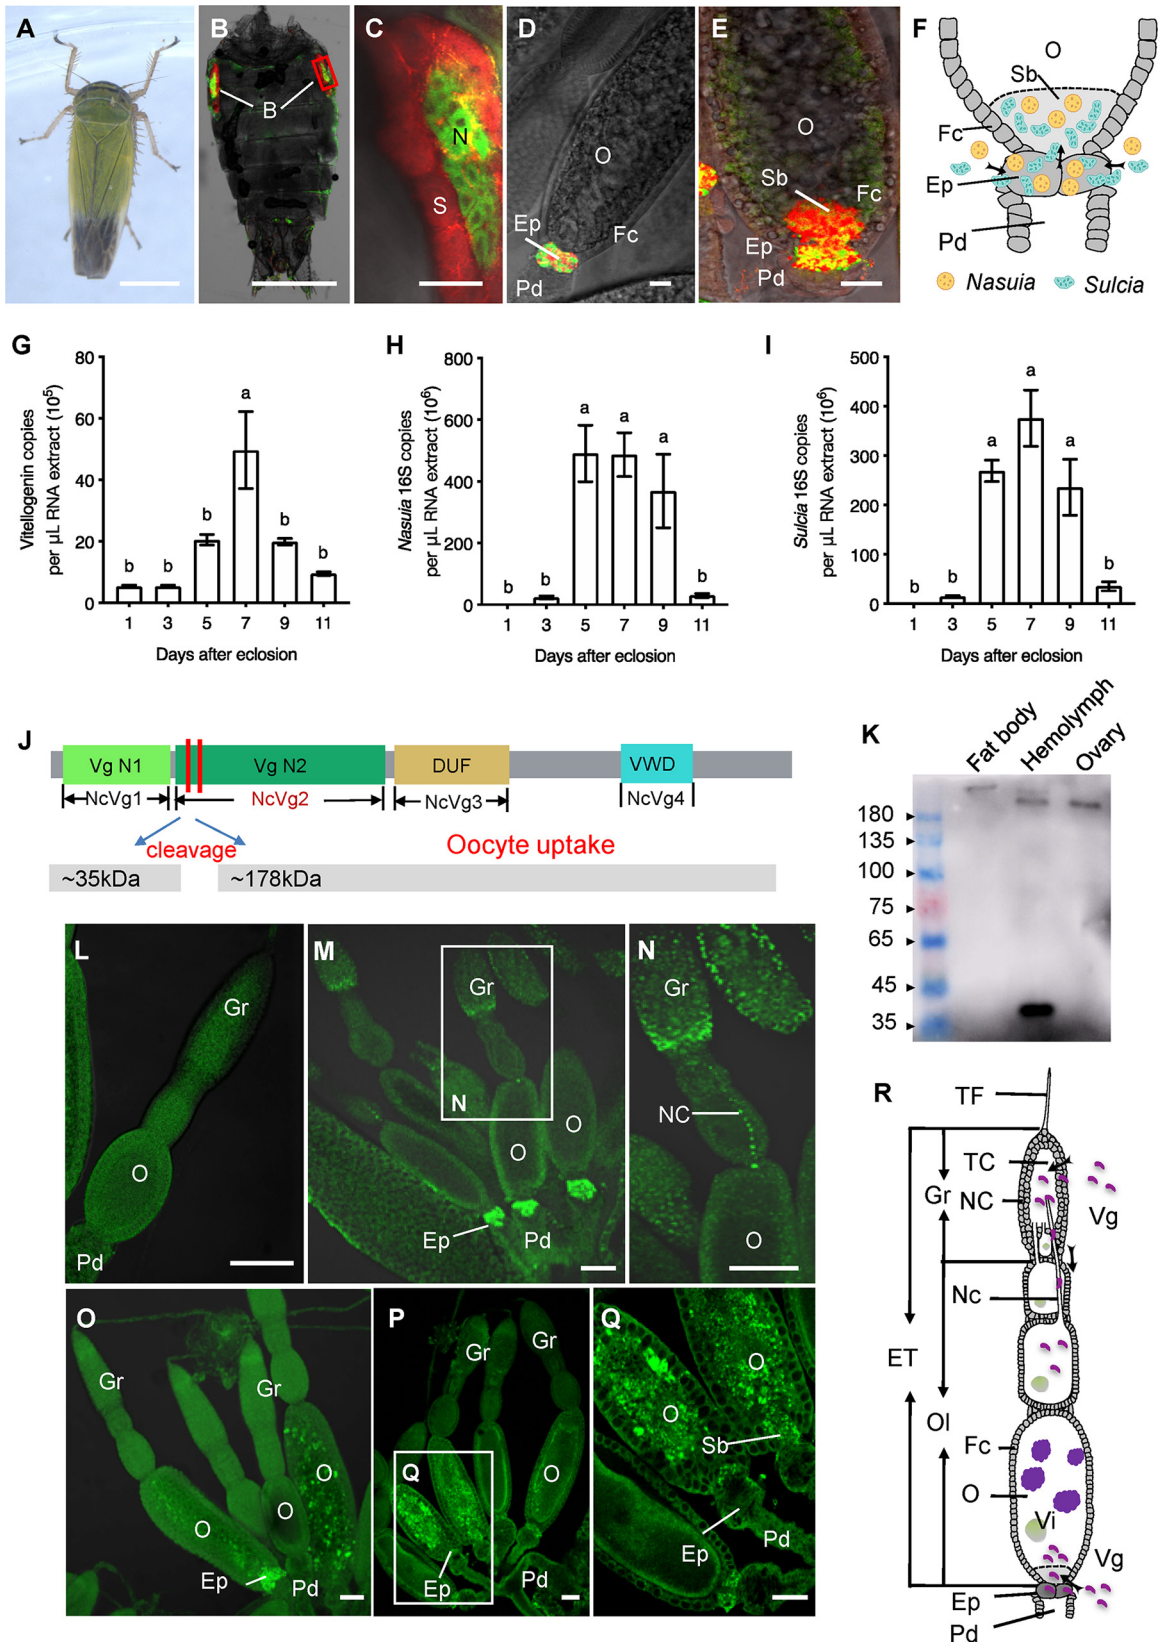 A
B
B
C
N
S
D
O
Ep
Fc
Pd
E
O
Sb
Fc
Ep
Pd
F
O
Sb
Fc
Ep
Pd
Nasuia
Sulcia
G
Vitellogenin copies
per µL RNA extract (10⁵)
80
60
40
20
0
b
b
b
a
b
b
1 3 5 7 9 11
Days after eclosion
H
Nasuia 16S copies
per µL RNA extract (10⁶)
800
600
400
200
0
b
b
a
a
a
b
1 3 5 7 9 11
Days after eclosion
I
Sulcia 16S copies
per µL RNA extract (10⁶)
500
400
300
200
100
0
b
b
a
a
a
b
1 3 5 7 9 11
Days after eclosion
J
Vg N1
Vg N2
DUF
VWD
NcVg1
NcVg2
NcVg3
NcVg4
cleavage
Oocyte uptake
~35kDa
~178kDa
K
Fat body
Hemolymph
Ovary
180
135
100
75
65
45
35
L
Gr
O
Pd
M
Gr
N
O
O
Ep
Pd
N
Gr
NC
O
O
Gr
Gr
O
O
O
Ep
Pd
P
Gr
Gr
Q
O
Ep
Pd
Q
O
O
Sb
Ep
Pd
R
TF
TC
Gr
NC
Vg
Nc
ET
Ol
Fc
O
Vi
Vg
Ep
Pd